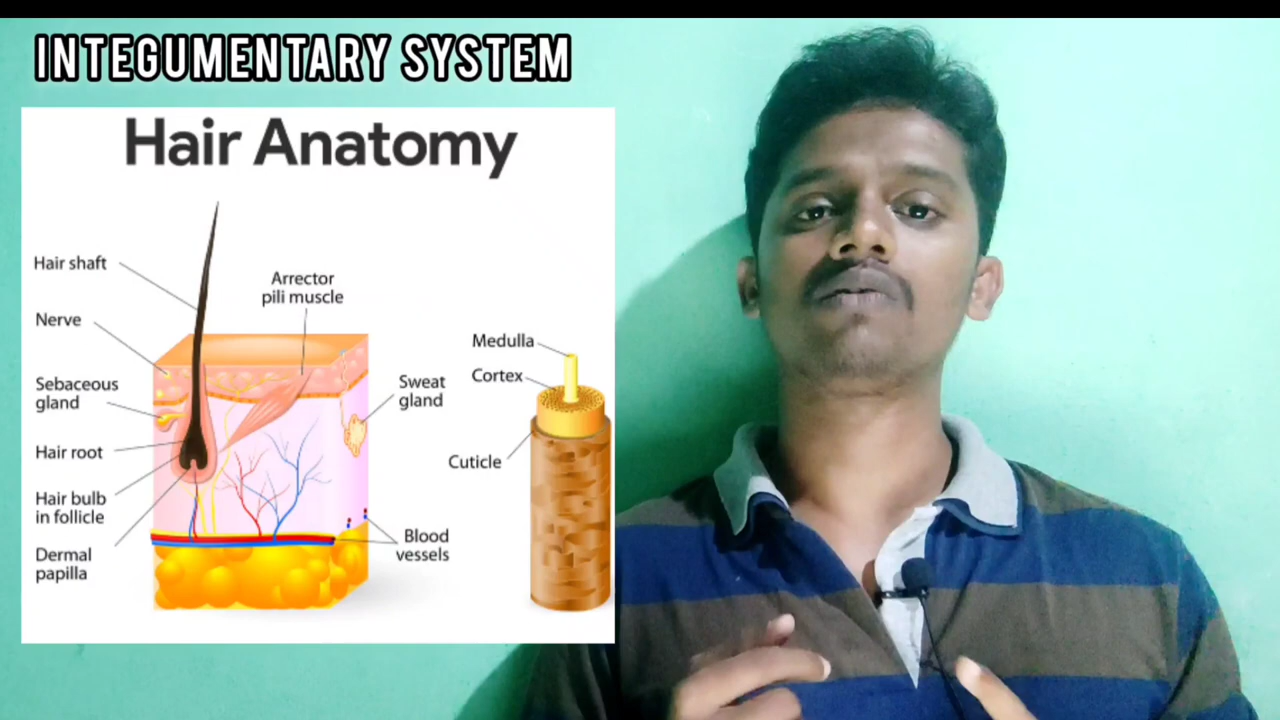 INTEGUMENTARY SYSTEM
Hair Anatomy
Hair shaft
Nerve
Sebaceous
gland
Hair root
Hair bulb
in follicle
Dermal
papilla
Arrector
pili muscle
Sweat
gland
Blood
vessels
Medulla
Cortex
Cuticle